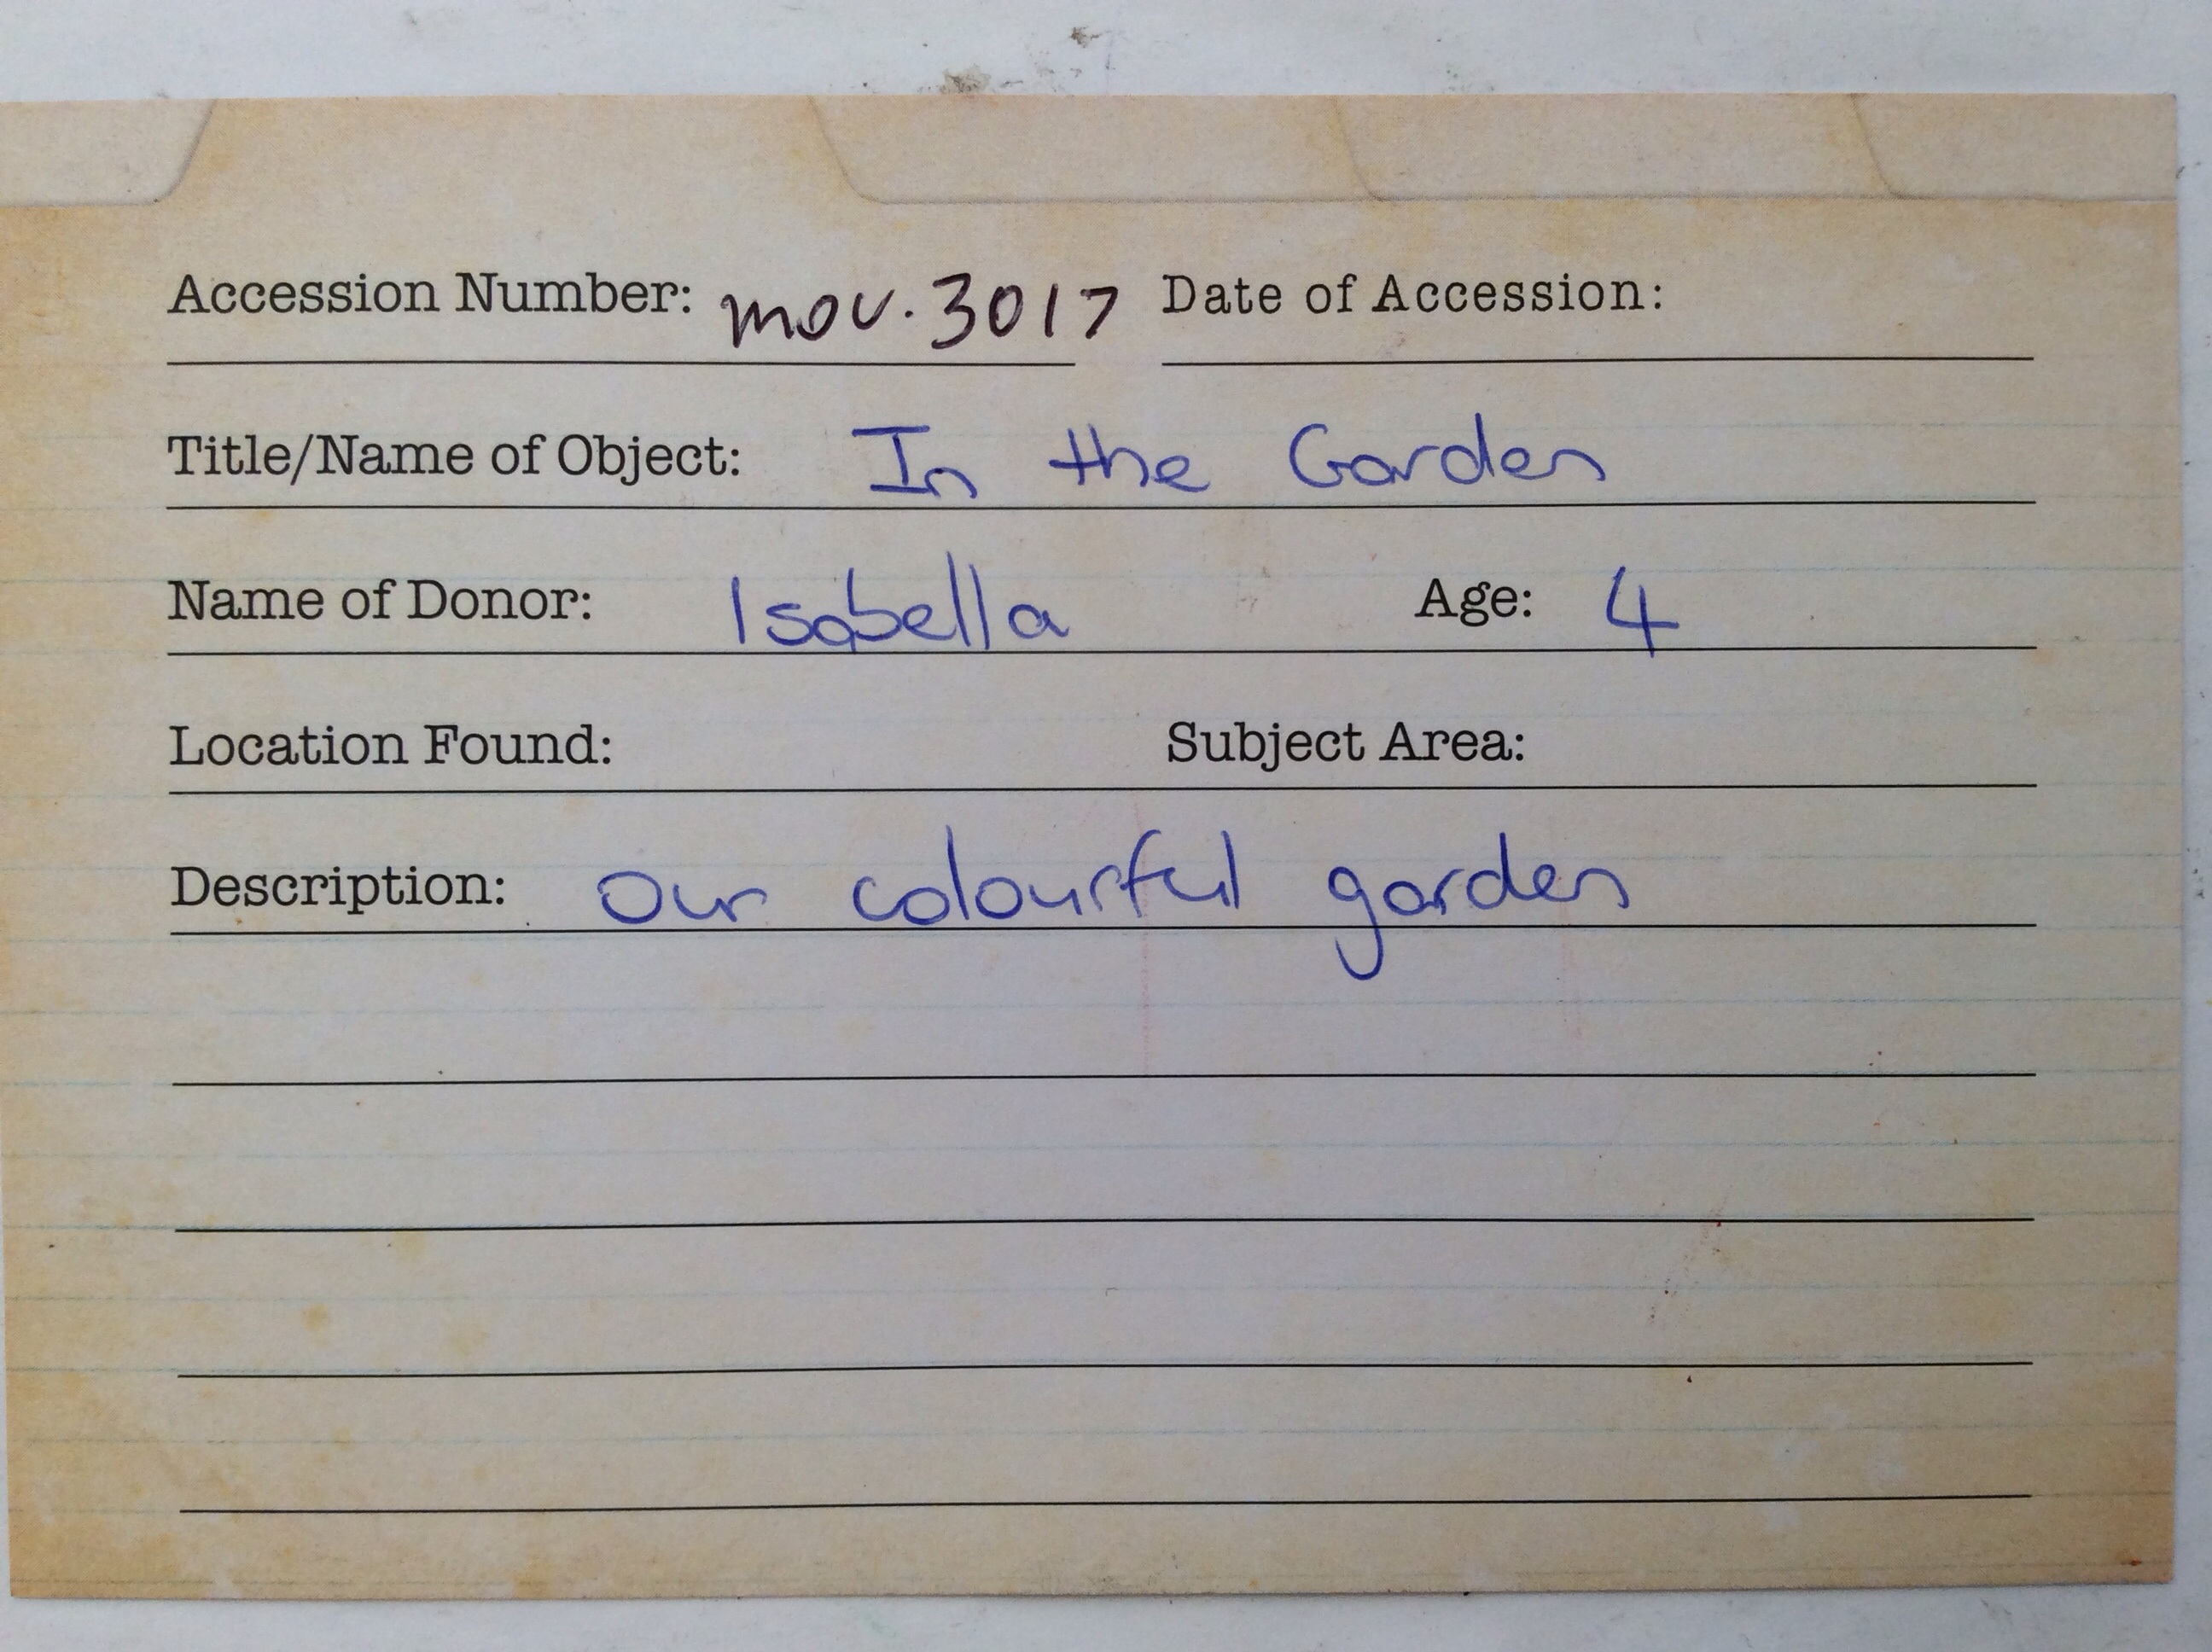 Accession Number: mov.3017 Date of Accession:
Title/Name of Object: In the Garden
Name of Donor: Isabella Age: 4
Location Found: Subject Area:
Description: Our colourful garden